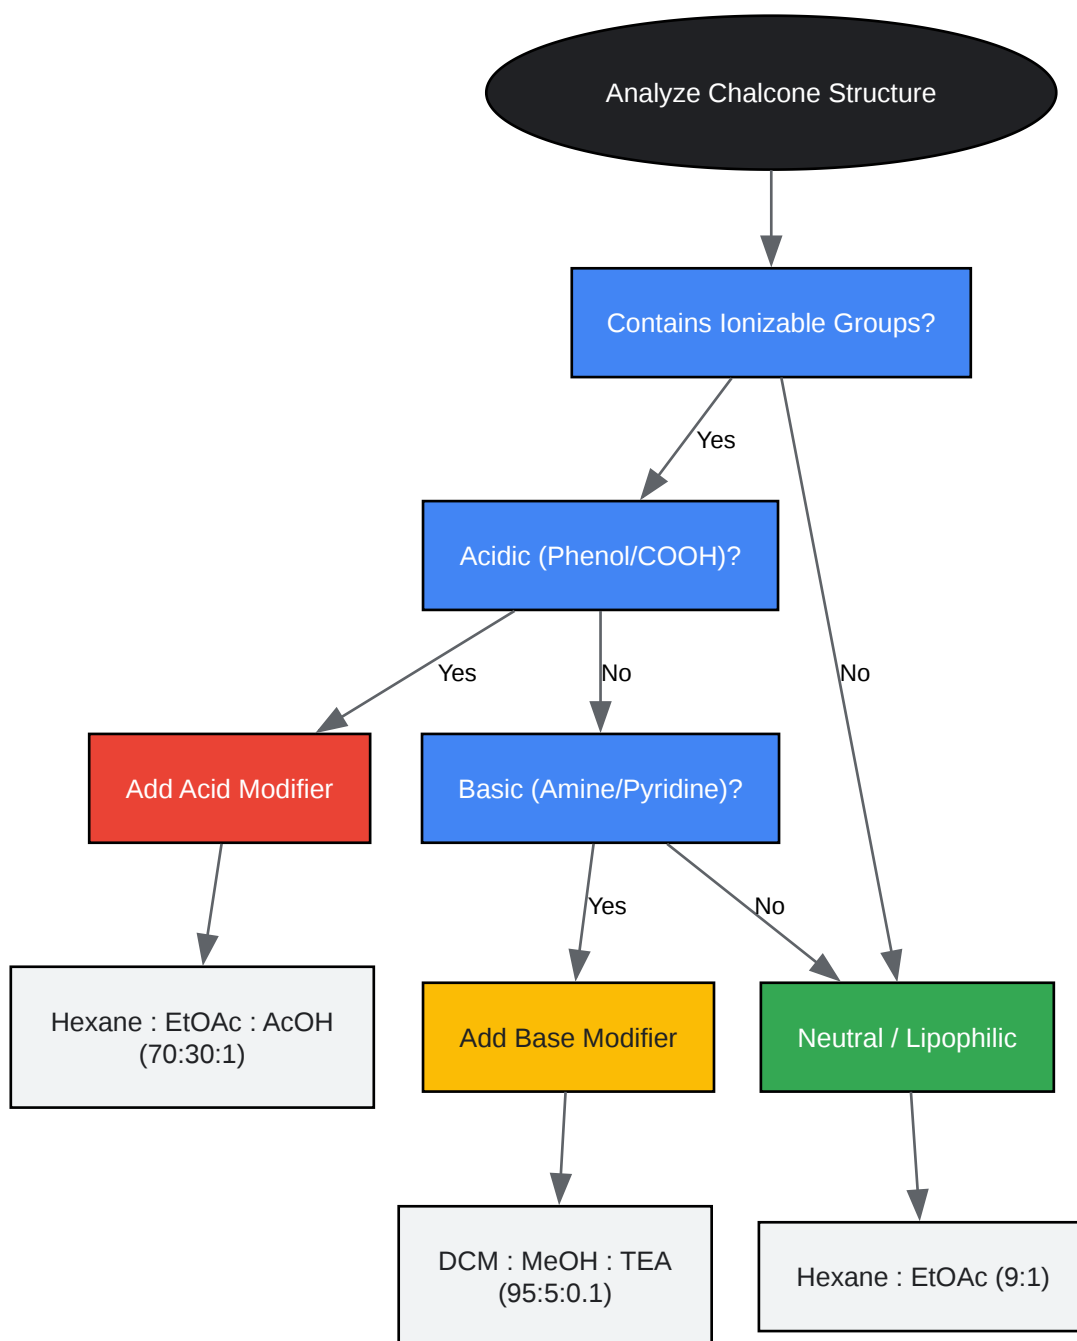 Analyze Chalcone Structure
Contains Ionizable Groups?
Yes
No
Acidic (Phenol/COOH)?
Yes
No
Add Acid Modifier
Basic (Amine/Pyridine)?
Yes
No
Hexane : EtOAc : AcOH
(70:30:1)
Add Base Modifier
Neutral / Lipophilic
DCM : MeOH : TEA
(95:5:0.1)
Hexane : EtOAc (9:1)